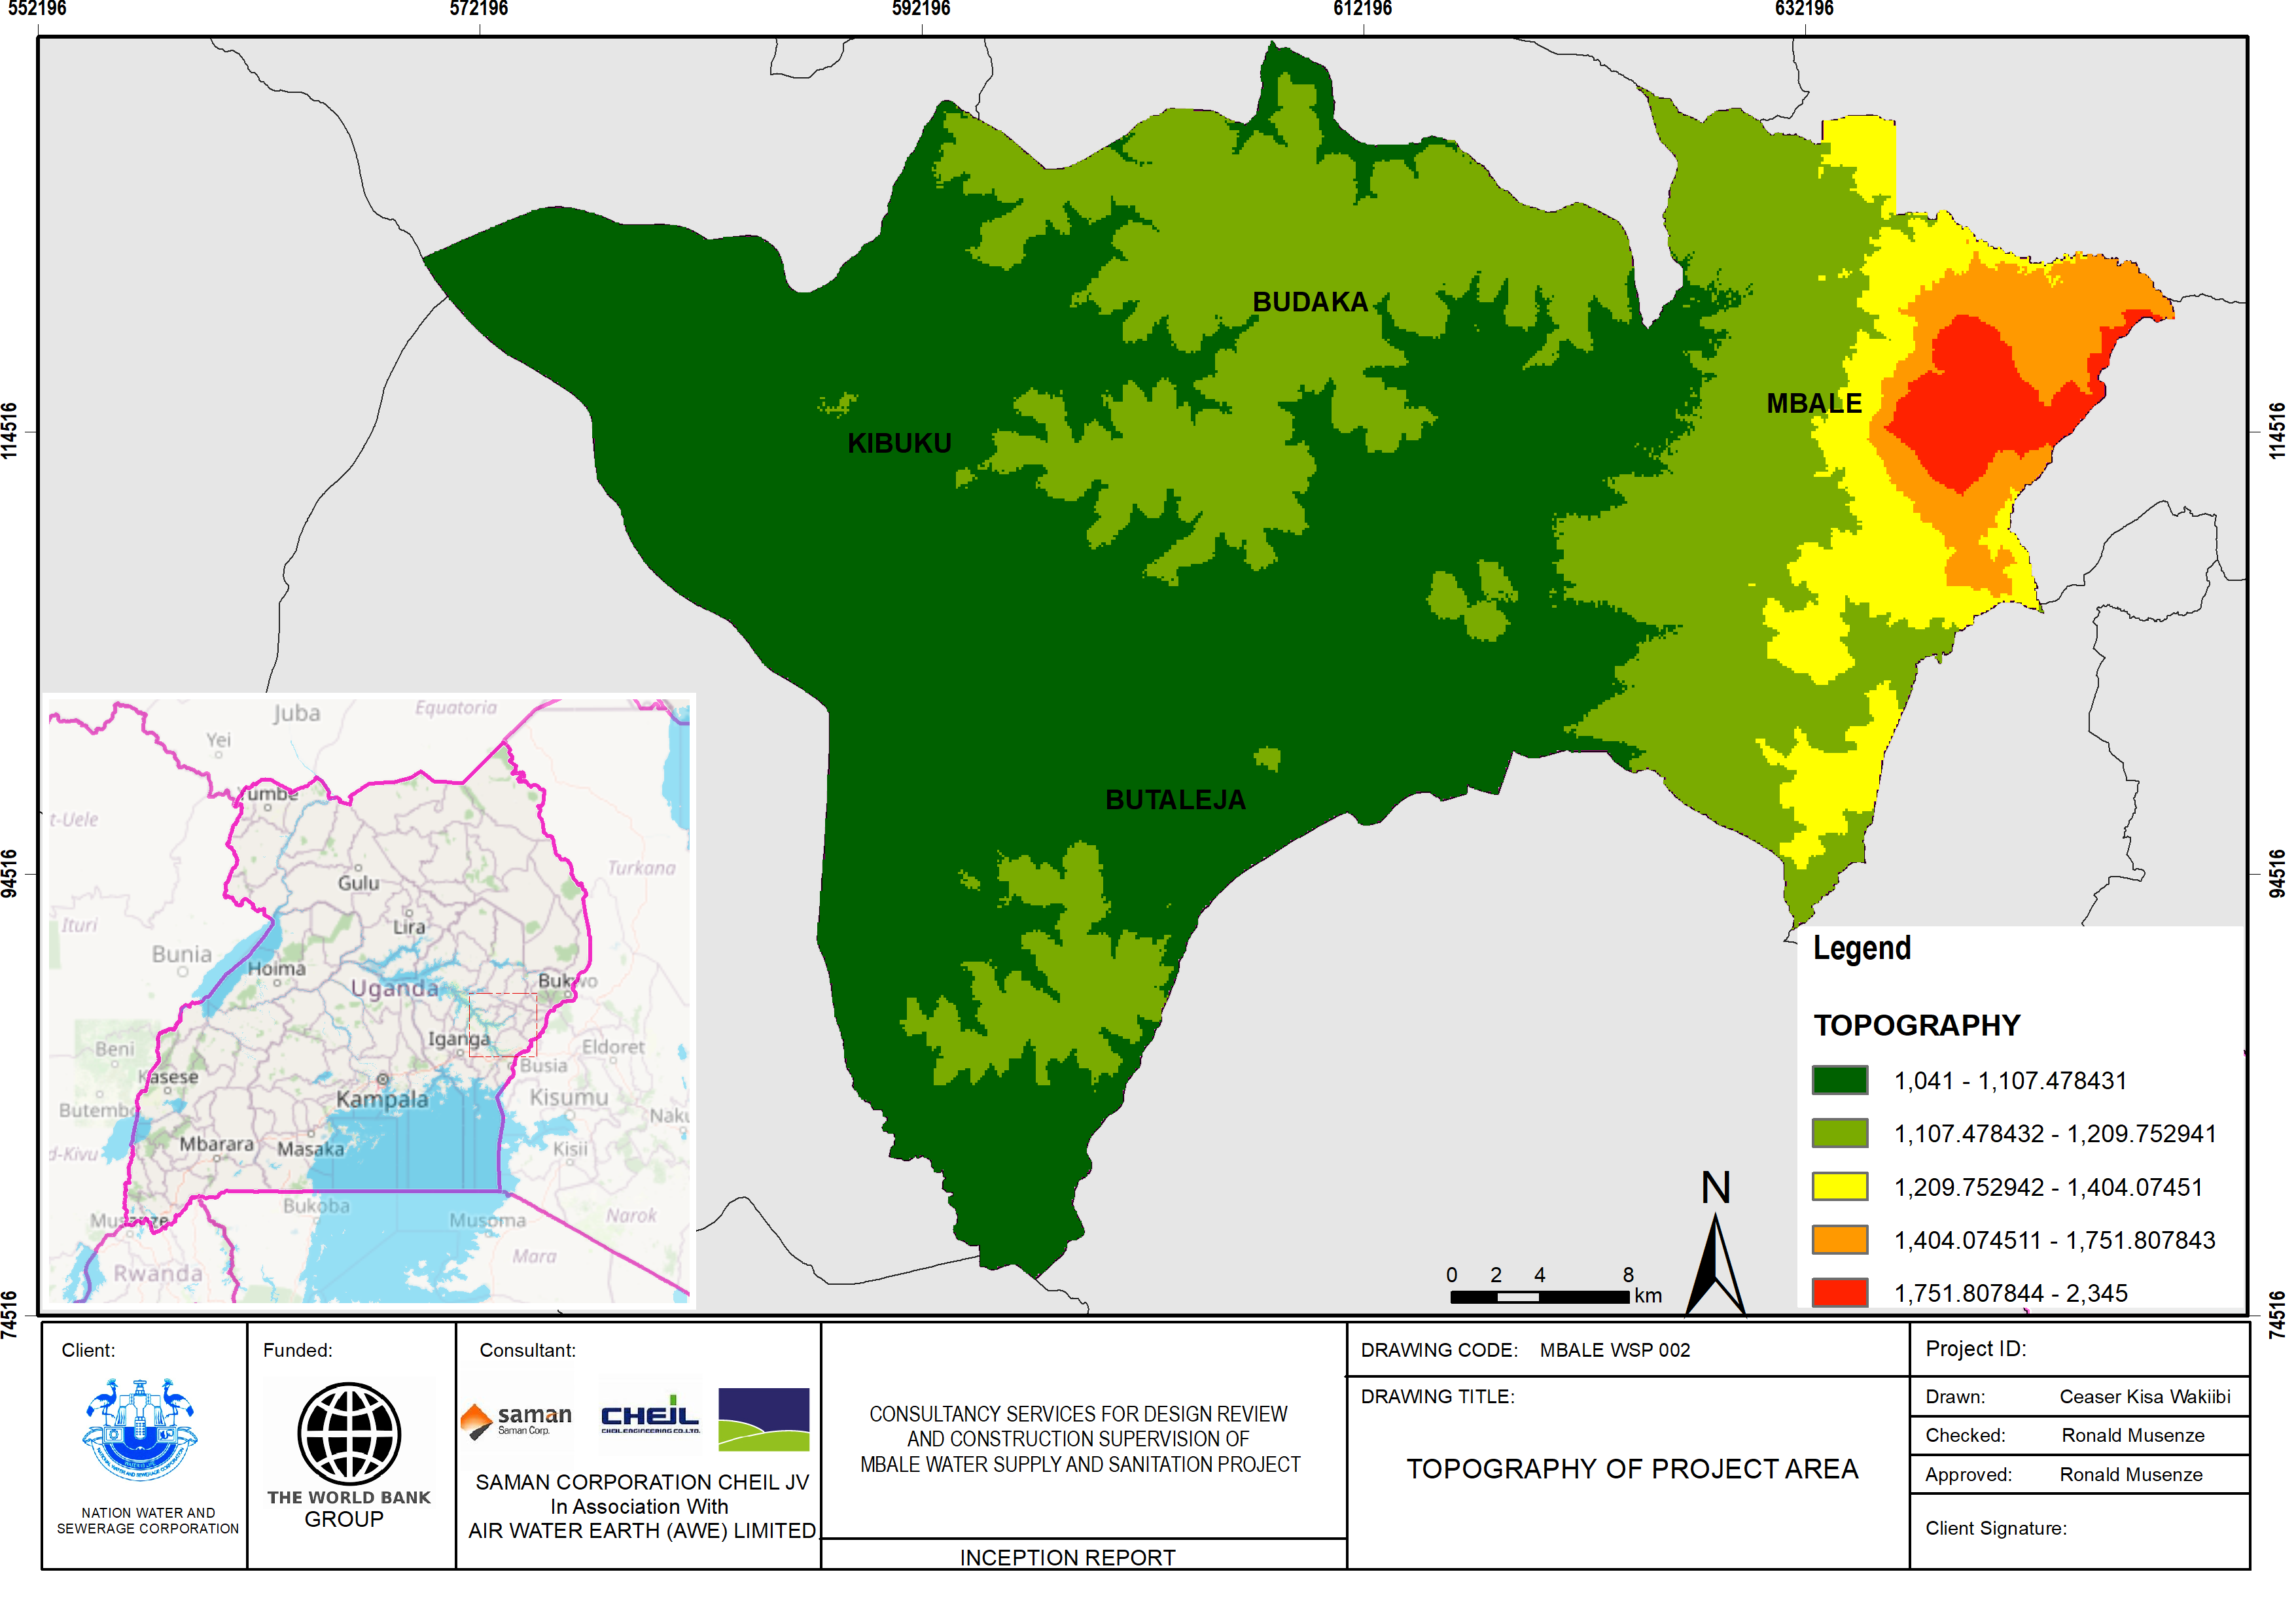 552196
572196
592196
612196
632196
114516
114516
94516
94516
74516
74516
BUDAKA
MBALE
KIBUKU
BUTALEJA
Juba
Equatoria
Yei
Yumbe
t-Uele
Turkana
Gulu
Lira
Ituri
Bunia
Hoima
Uganda
Bukwo
Iganga
Eldoret
Beni
Kasese
Busia
Kampala
Kisumu
Butembo
Naku
Mbarara
Masaka
Kisii
d-Kivu
Bukoba
Musanze
Musoma
Narok
Mara
Rwanda
Legend
TOPOGRAPHY
1,041 - 1,107.478431
1,107.478432 - 1,209.752941
1,209.752942 - 1,404.07451
1,404.074511 - 1,751.807843
1,751.807844 - 2,345
N
0 2 4 8
km
Client:
NATION WATER AND
SEWERAGE CORPORATION
Funded:
THE WORLD BANK
GROUP
Consultant:
saman
Saman Corp.
CHEIL
CHEIL ENGINEERING CO.LTD.
SAMAN CORPORATION CHEIL JV
In Association With
AIR WATER EARTH (AWE) LIMITED
CONSULTANCY SERVICES FOR DESIGN REVIEW
AND CONSTRUCTION SUPERVISION OF
MBALE WATER SUPPLY AND SANITATION PROJECT
INCEPTION REPORT
DRAWING CODE: MBALE WSP 002
DRAWING TITLE:
TOPOGRAPHY OF PROJECT AREA
Project ID:
Drawn: Ceaser Kisa Wakiibi
Checked: Ronald Musenze
Approved: Ronald Musenze
Client Signature: